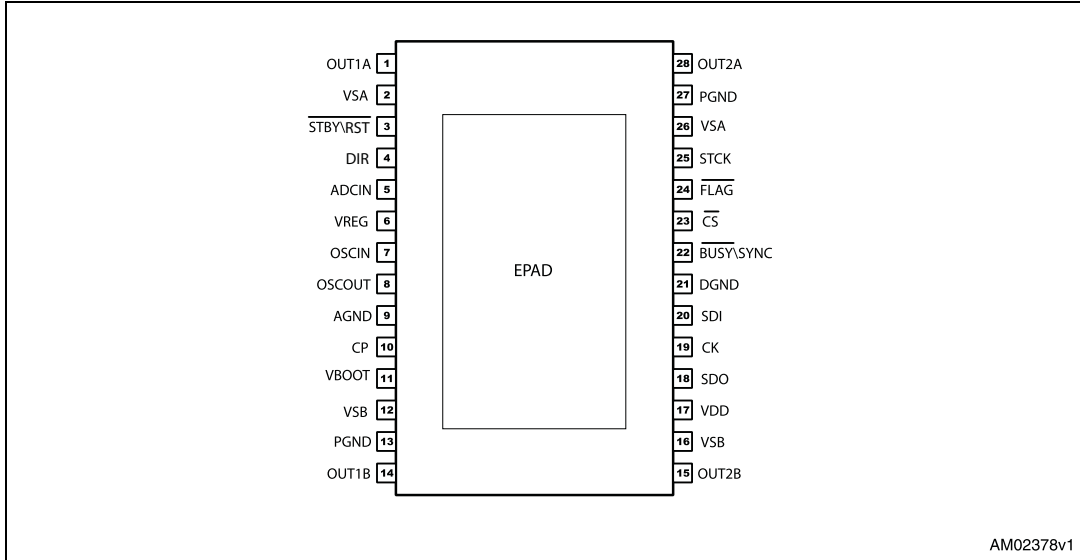 OUT1A 1 28 OUT2A
VSA 2 27 PGND
STBY\RST 3 26 VSA
DIR 4 25 STCK
ADCIN 5 24 FLAG
VREG 6 23 CS
OSCIN 7 22 BUSY\SYNC
OSCOUT 8 21 DGND
EPAD
AGND 9 20 SDI
CP 10 19 CK
VBOOT 11 18 SDO
VSB 12 17 VDD
PGND 13 16 VSB
OUT1B 14 15 OUT2B
AM02378v1